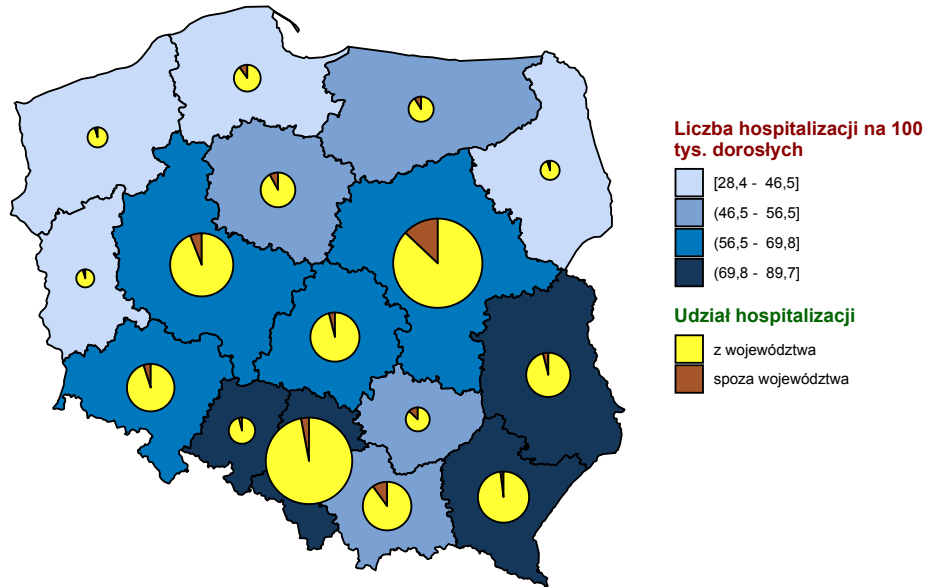 Liczba hospitalizacji na 100
tys. dorosłych
[28,4 - 46,5]
(46,5 - 56,5]
(56,5 - 69,8]
(69,8 - 89,7]
Udział hospitalizacji
z województwa
spoza województwa